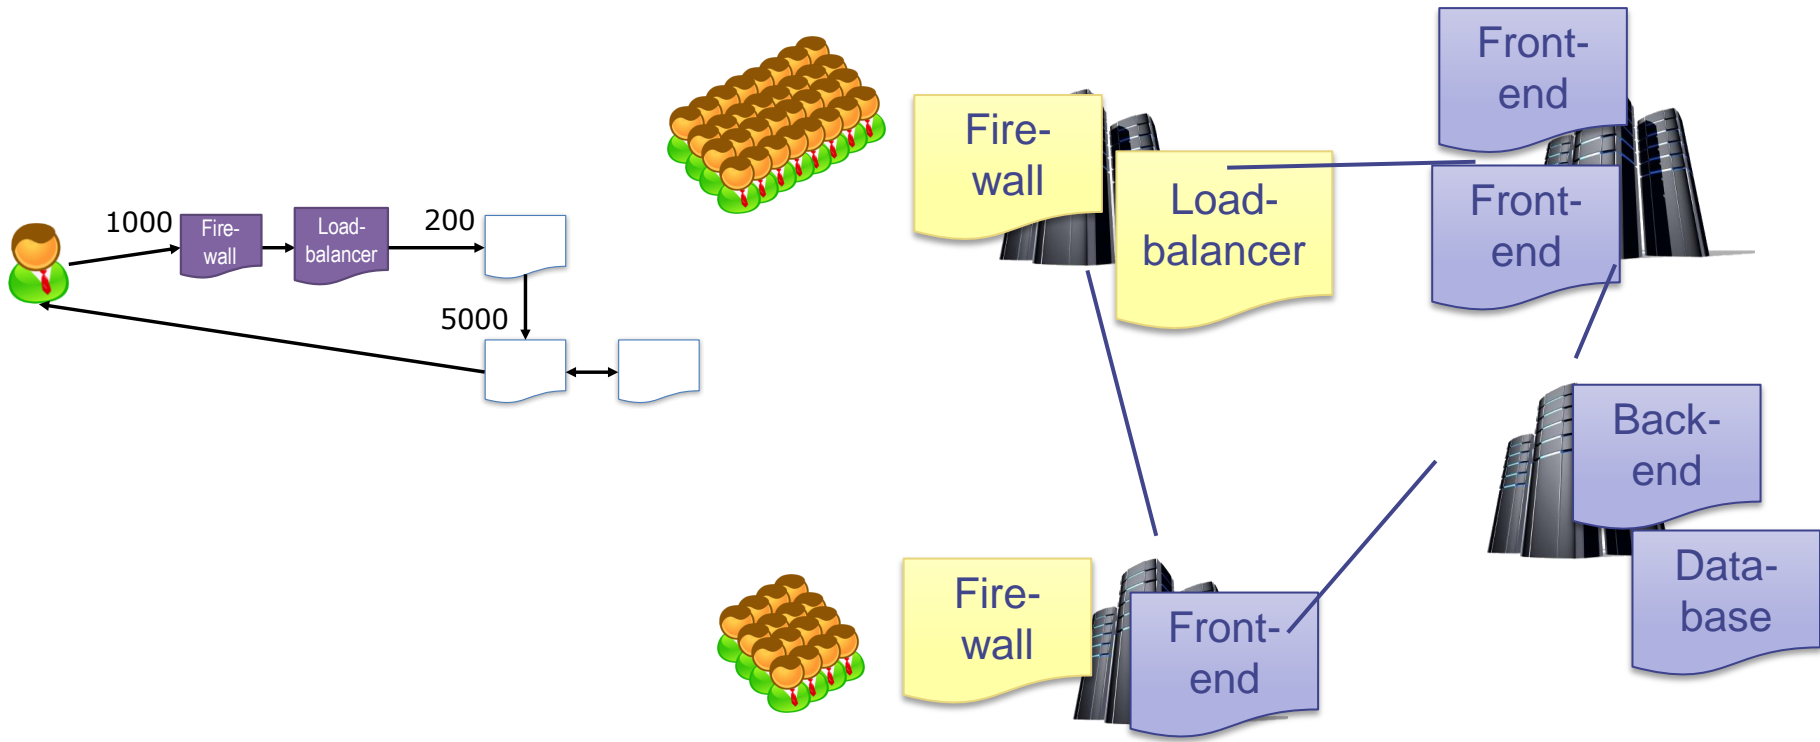 1000
Fire-
wall
Load-
balancer
200
5000
Fire-
wall
Load-
balancer
Front-
end
Front-
end
Back-
end
Data-
base
Fire-
wall
Front-
end